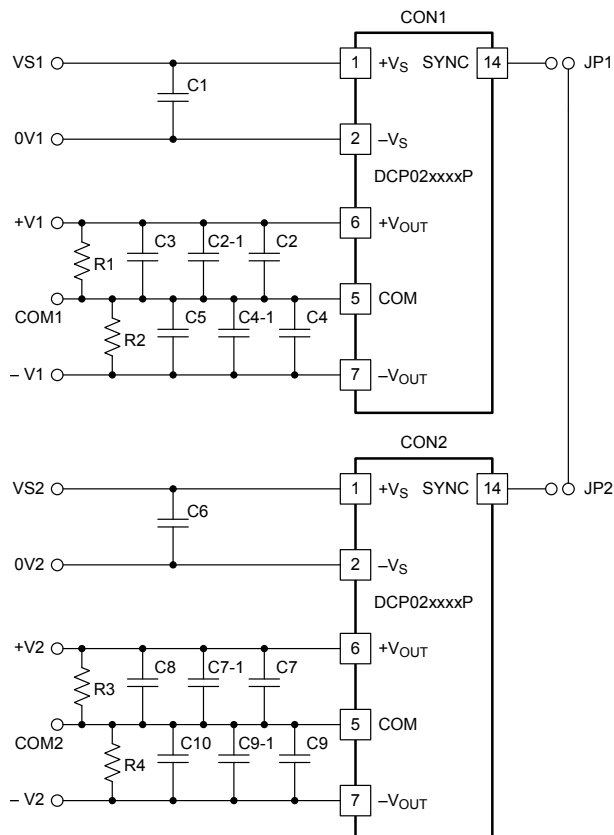 CON1
VS1
1
+VS
SYNC
14
JP1
C1
0V1
2
–VS
DCP02xxxxP
+V1
6
+VOUT
R1
C3
C2-1
C2
COM1
5
COM
R2
C5
C4-1
C4
– V1
7
–VOUT
CON2
VS2
1
+VS
SYNC
14
JP2
C6
0V2
2
–VS
DCP02xxxxP
+V2
6
+VOUT
R3
C8
C7-1
C7
COM2
5
COM
R4
C10
C9-1
C9
– V2
7
–VOUT